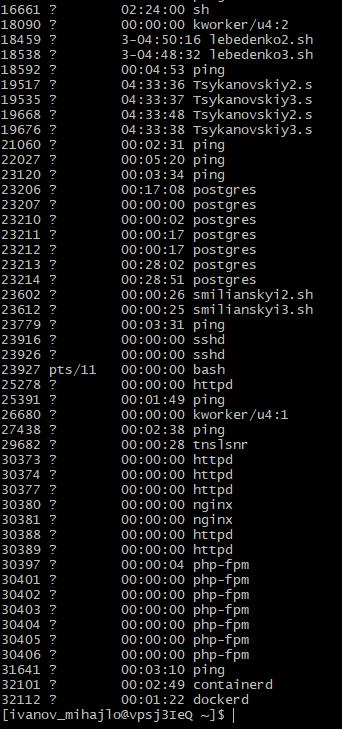 16661 ?        02:24:00 sh
18090 ?        00:00:00 kworker/u4:2
18459 ?        3-04:50:16 lebedenko2.sh
18538 ?        3-04:48:32 lebedenko3.sh
18592 ?        00:04:53 ping
19517 ?        04:33:36 Tsykanovskiy2.s
19535 ?        04:33:37 Tsykanovskiy3.s
19668 ?        04:33:48 Tsykanovskiy2.s
19676 ?        04:33:38 Tsykanovskiy3.s
21060 ?        00:02:31 ping
22027 ?        00:05:20 ping
23120 ?        00:03:34 ping
23206 ?        00:17:08 postgres
23207 ?        00:00:00 postgres
23210 ?        00:00:02 postgres
23211 ?        00:00:17 postgres
23212 ?        00:00:17 postgres
23213 ?        00:28:02 postgres
23214 ?        00:28:51 postgres
23602 ?        00:00:26 smilianskyi2.sh
23612 ?        00:00:25 smilianskyi3.sh
23779 ?        00:03:31 ping
23916 ?        00:00:00 sshd
23926 ?        00:00:00 sshd
23927 pts/11   00:00:00 bash
25278 ?        00:00:00 httpd
25391 ?        00:01:49 ping
26680 ?        00:00:00 kworker/u4:1
27438 ?        00:02:38 ping
29682 ?        00:00:28 tnslsnr
30373 ?        00:00:00 httpd
30374 ?        00:00:00 httpd
30377 ?        00:00:00 httpd
30380 ?        00:00:00 nginx
30381 ?        00:00:00 nginx
30388 ?        00:00:00 httpd
30389 ?        00:00:00 httpd
30397 ?        00:00:04 php-fpm
30401 ?        00:00:00 php-fpm
30402 ?        00:00:00 php-fpm
30403 ?        00:00:00 php-fpm
30404 ?        00:00:00 php-fpm
30405 ?        00:00:00 php-fpm
30406 ?        00:00:00 php-fpm
31641 ?        00:03:10 ping
32101 ?        00:02:49 containerd
32112 ?        00:01:22 dockerd
[ivanov_mihajlo@vpsj3IeQ ~]$